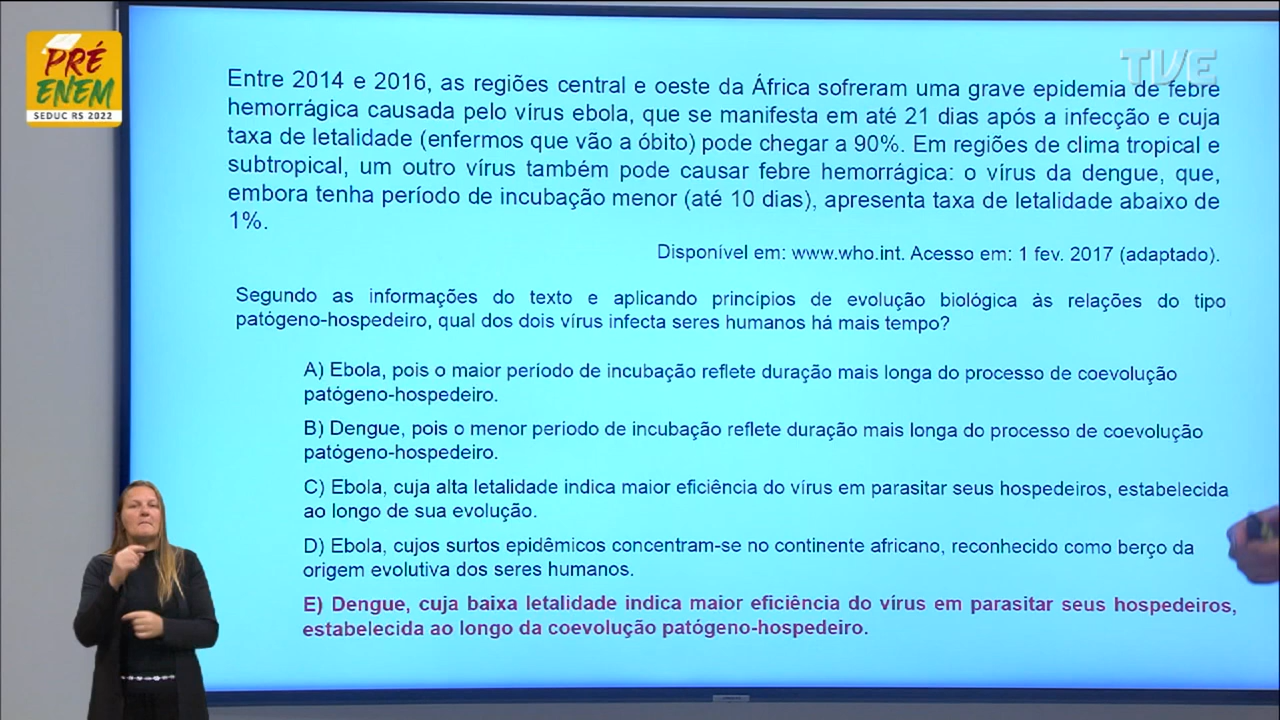 PRÉ
ENEM
SEDUC RS 2022
TVE
Entre 2014 e 2016, as regiões central e oeste da África sofreram uma grave epidemia de febre
hemorrágica causada pelo vírus ebola, que se manifesta em até 21 dias após a infecção e cuja
taxa de letalidade (enfermos que vão a óbito) pode chegar a 90%. Em regiões de clima tropical e
subtropical, um outro vírus também pode causar febre hemorrágica: o vírus da dengue, que,
embora tenha período de incubação menor (até 10 dias), apresenta taxa de letalidade abaixo de
1%.
Disponível em: www.who.int. Acesso em: 1 fev. 2017 (adaptado).
Segundo as informações do texto e aplicando princípios de evolução biológica às relações do tipo
patógeno-hospedeiro, qual dos dois vírus infecta seres humanos há mais tempo?
A) Ebola, pois o maior período de incubação reflete duração mais longa do processo de coevolução
patógeno-hospedeiro.
B) Dengue, pois o menor periodo de incubação reflete duração mais longa do processo de coevolução
patógeno-hospedeiro.
C) Ebola, cuja alta letalidade indica maior eficiência do vírus em parasitar seus hospedeiros, estabelecida
ao longo de sua evolução.
D) Ebola, cujos surtos epidêmicos concentram-se no continente africano, reconhecido como berço da
origem evolutiva dos seres humanos.
E) Dengue, cuja baixa letalidade indica maior eficiência do vírus em parasitar seus hospedeiros,
estabelecida ao longo da coevolução patógeno-hospedeiro.